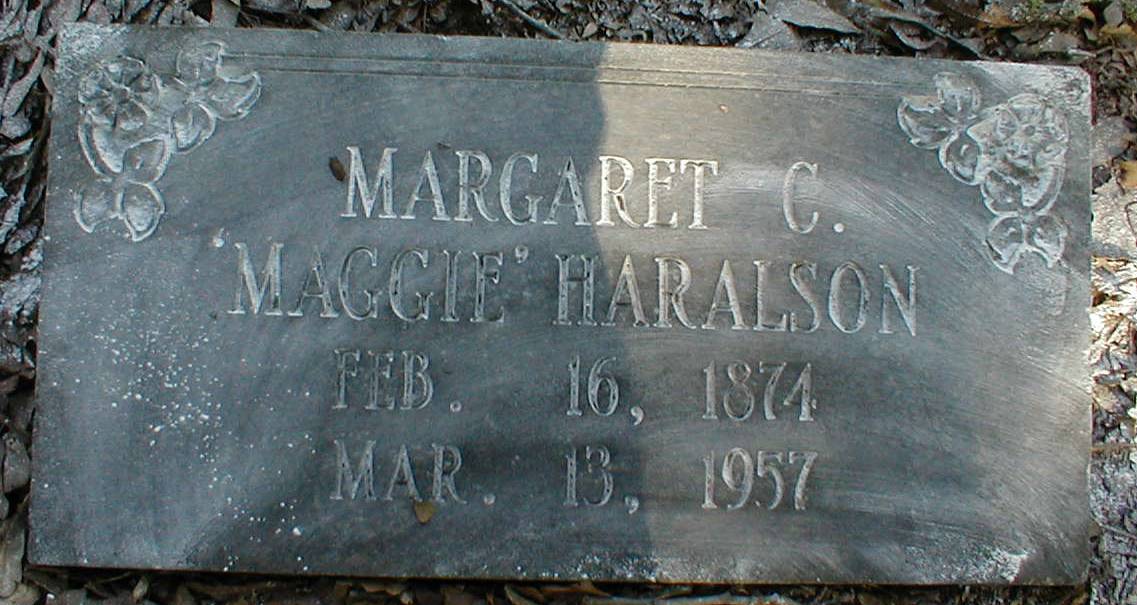 MARGARET C.
'MAGGIE' HARALSON
FEB. 16, 1874
MAR. 13, 1957